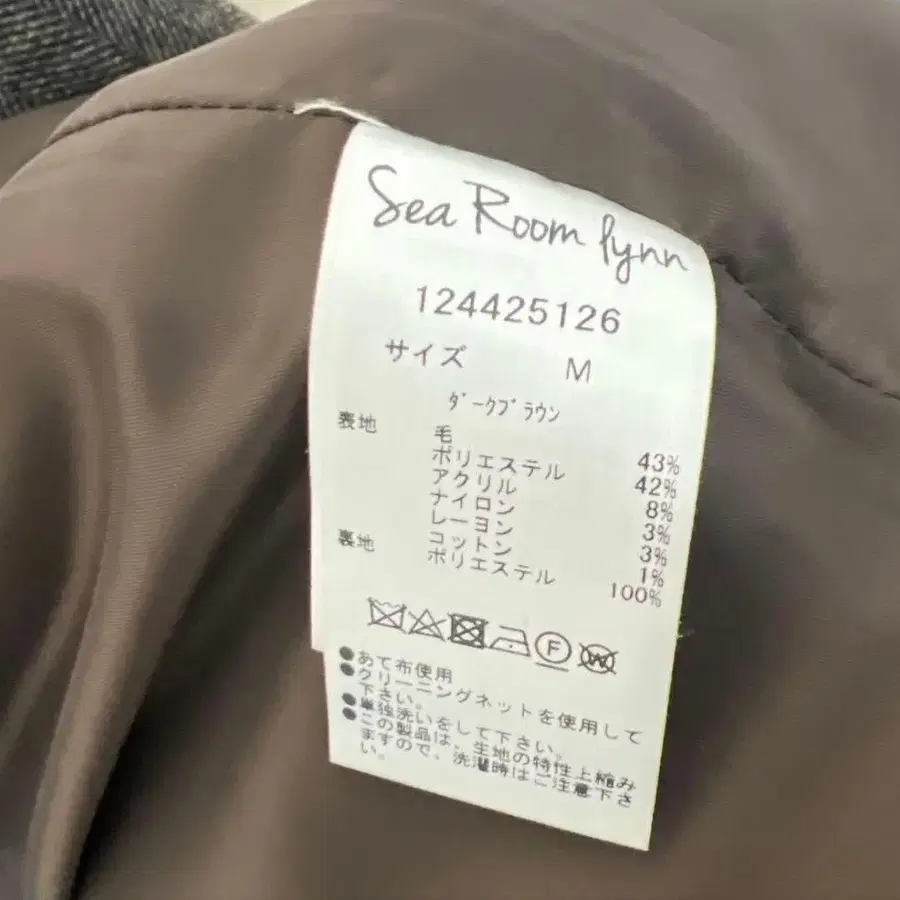 Sea Room lynn
124425126
サイズ M
ダークブラウン
表地 毛 43%
ポリエステル 42%
アクリル 8%
ナイロン 3%
レーヨン 3%
コットン 1%
裏地 ポリエステル 100%
F W
●あて布使用
●クリーニングネットを使用して
下さい。
●単独洗いをして下さい。
●この製品は、生地の特性上縮み
ますので、洗濯時はご注意下さ
い。